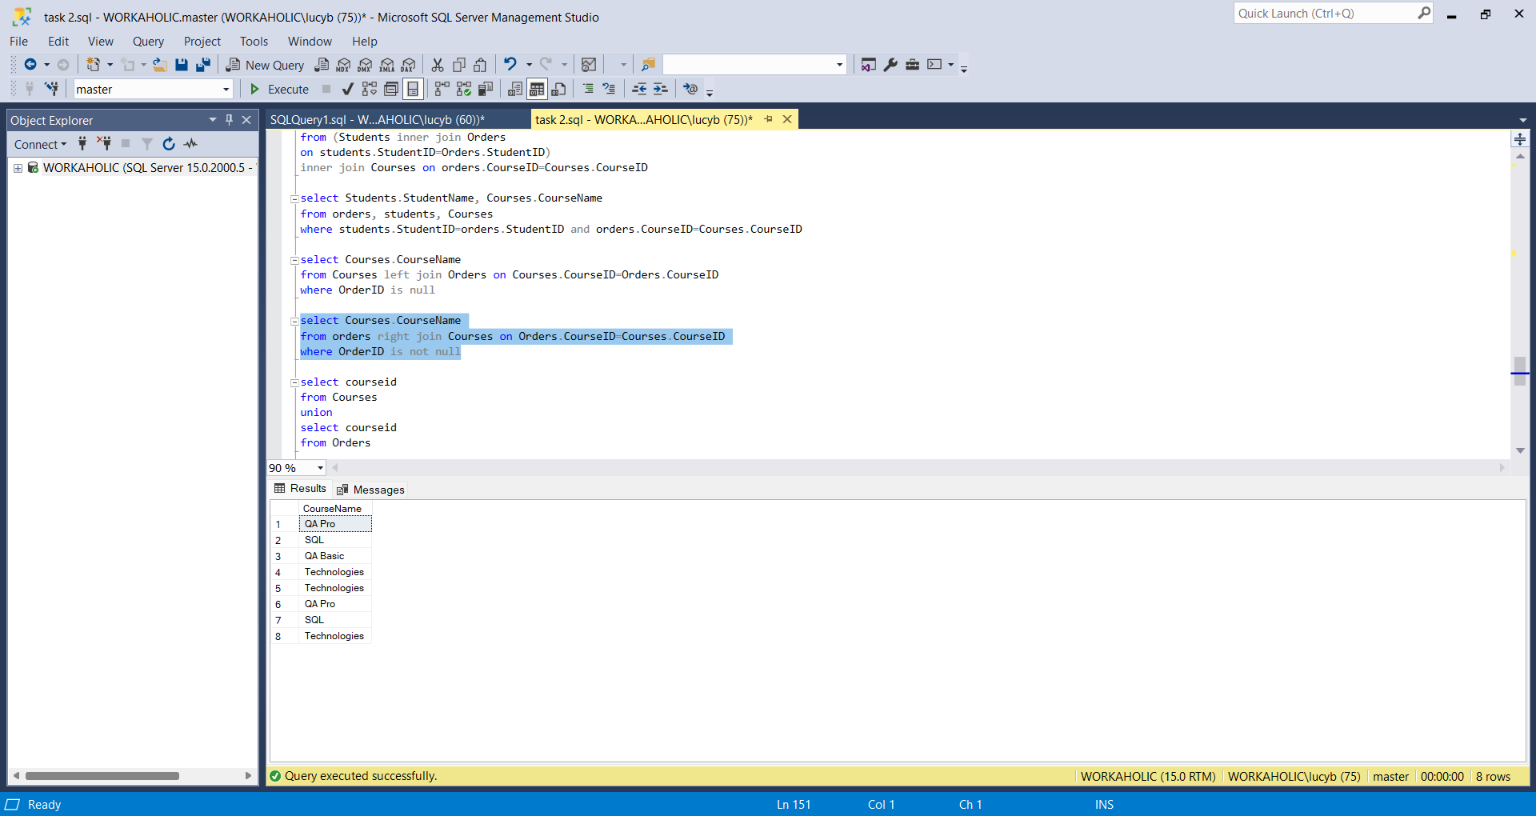 task 2.sql - WORKAHOLIC.master (WORKAHOLIC\lucyb (75))* - Microsoft SQL Server Management Studio
Quick Launch (Ctrl+Q)
File Edit View Query Project Tools Window Help
New Query MDX DMX XMLA DAX
master Execute
Object Explorer
SQLQuery1.sql - W...AHOLIC\lucyb (60))*
task 2.sql - WORKA...AHOLIC\lucyb (75))*
Connect
WORKAHOLIC (SQL Server 15.0.2000.5 -
from (Students inner join Orders
on students.StudentID=Orders.StudentID)
inner join Courses on orders.CourseID=Courses.CourseID
select Students.StudentName, Courses.CourseName
from orders, students, Courses
where students.StudentID=orders.StudentID and orders.CourseID=Courses.CourseID
select Courses.CourseName
from Courses left join Orders on Courses.CourseID=Orders.CourseID
where OrderID is null
select Courses.CourseName
from orders right join Courses on Orders.CourseID=Courses.CourseID
where OrderID is not null
select courseid
from Courses
union
select courseid
from Orders
90 %
Results Messages
CourseName
1 QA Pro
2 SQL
3 QA Basic
4 Technologies
5 Technologies
6 QA Pro
7 SQL
8 Technologies
Query executed successfully.
WORKAHOLIC (15.0 RTM) WORKAHOLIC\lucyb (75) master 00:00:00 8 rows
Ready Ln 151 Col 1 Ch 1 INS